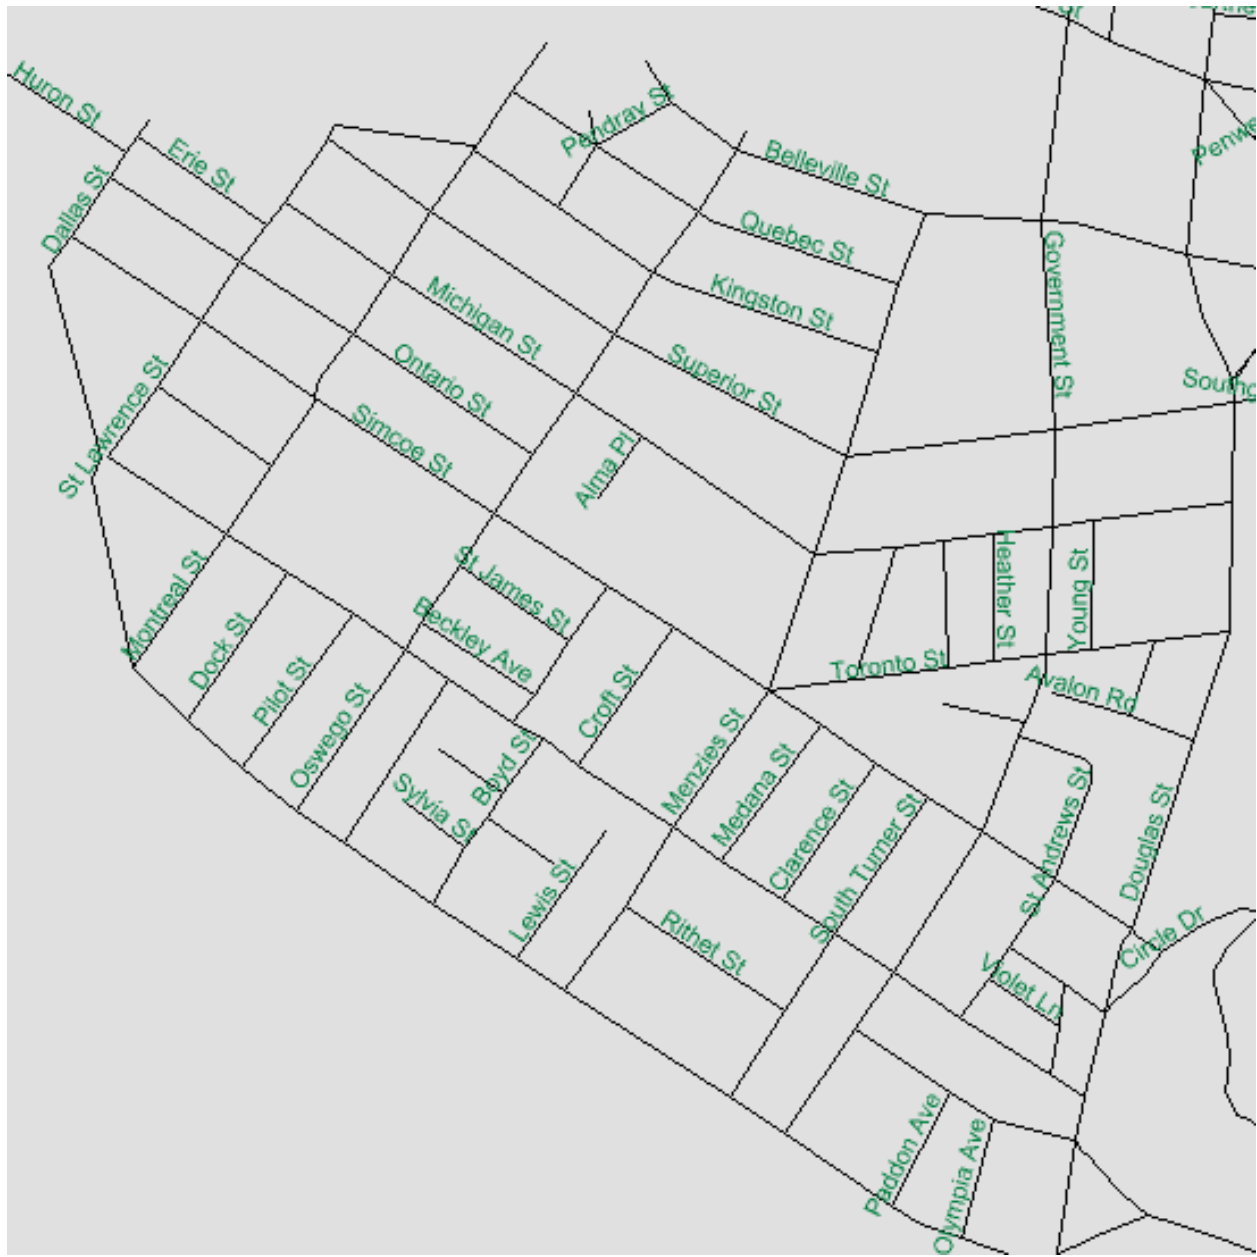 Huron St
Erie St
Dallas St
Pendray St
Belleville St
Quebec St
Kingston St
Government St
Michigan St
Ontario St
Superior St
Simcoe St
St Lawrence St
Alma Pl
Montreal St
Dock St
Pilot St
Oswego St
St James St
Beckley Ave
Croft St
Heather St
Young St
Toronto St
Avalon Rd
Boyd St
Sylvia St
Lewis St
Menzies St
Medana St
Clarence St
South Turner St
St Andrews St
Douglas St
Rithet St
Violet Ln
Circle Dr
Paddon Ave
Olympia Ave